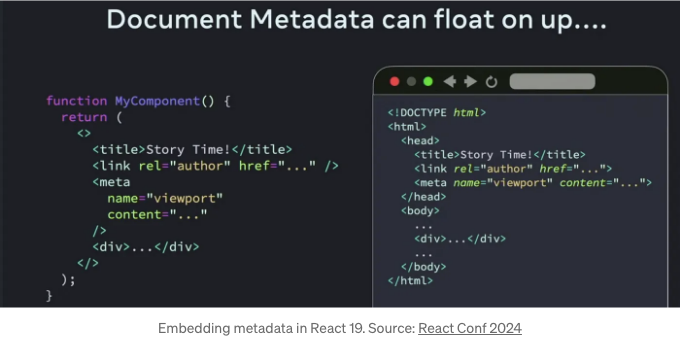 Document Metadata can float on up....
function MyComponent() {
return (
<>
<title>Story Time!</title>
<link rel="author" href="..." />
<meta
name="viewport"
content="..."
/>
<div>...</div>
</>
);
}
<!DOCTYPE html>
<html>
<head>
<title>Story Time!</title>
<link rel="author" href="...">
<meta name="viewport" content="...">
</head>
<body>
...
<div>...</div>
...
</body>
</html>
Embedding metadata in React 19. Source: React Conf 2024